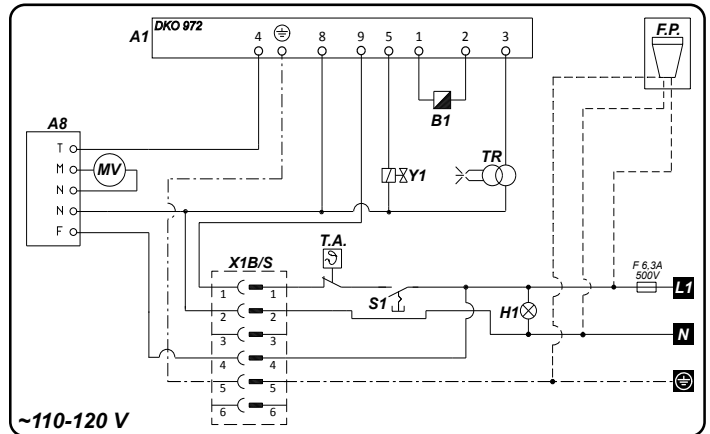 DKO 972
A1
4 8 9 5 1 2 3
F.P.
B1
A8
T
M
N
N
F
MV
Y1
TR
T.A.
X1B/S
F 6,3A
500V
1 1
2 2
3 3
4 4
5 5
6 6
S1
H1
L1
N
~110-120 V